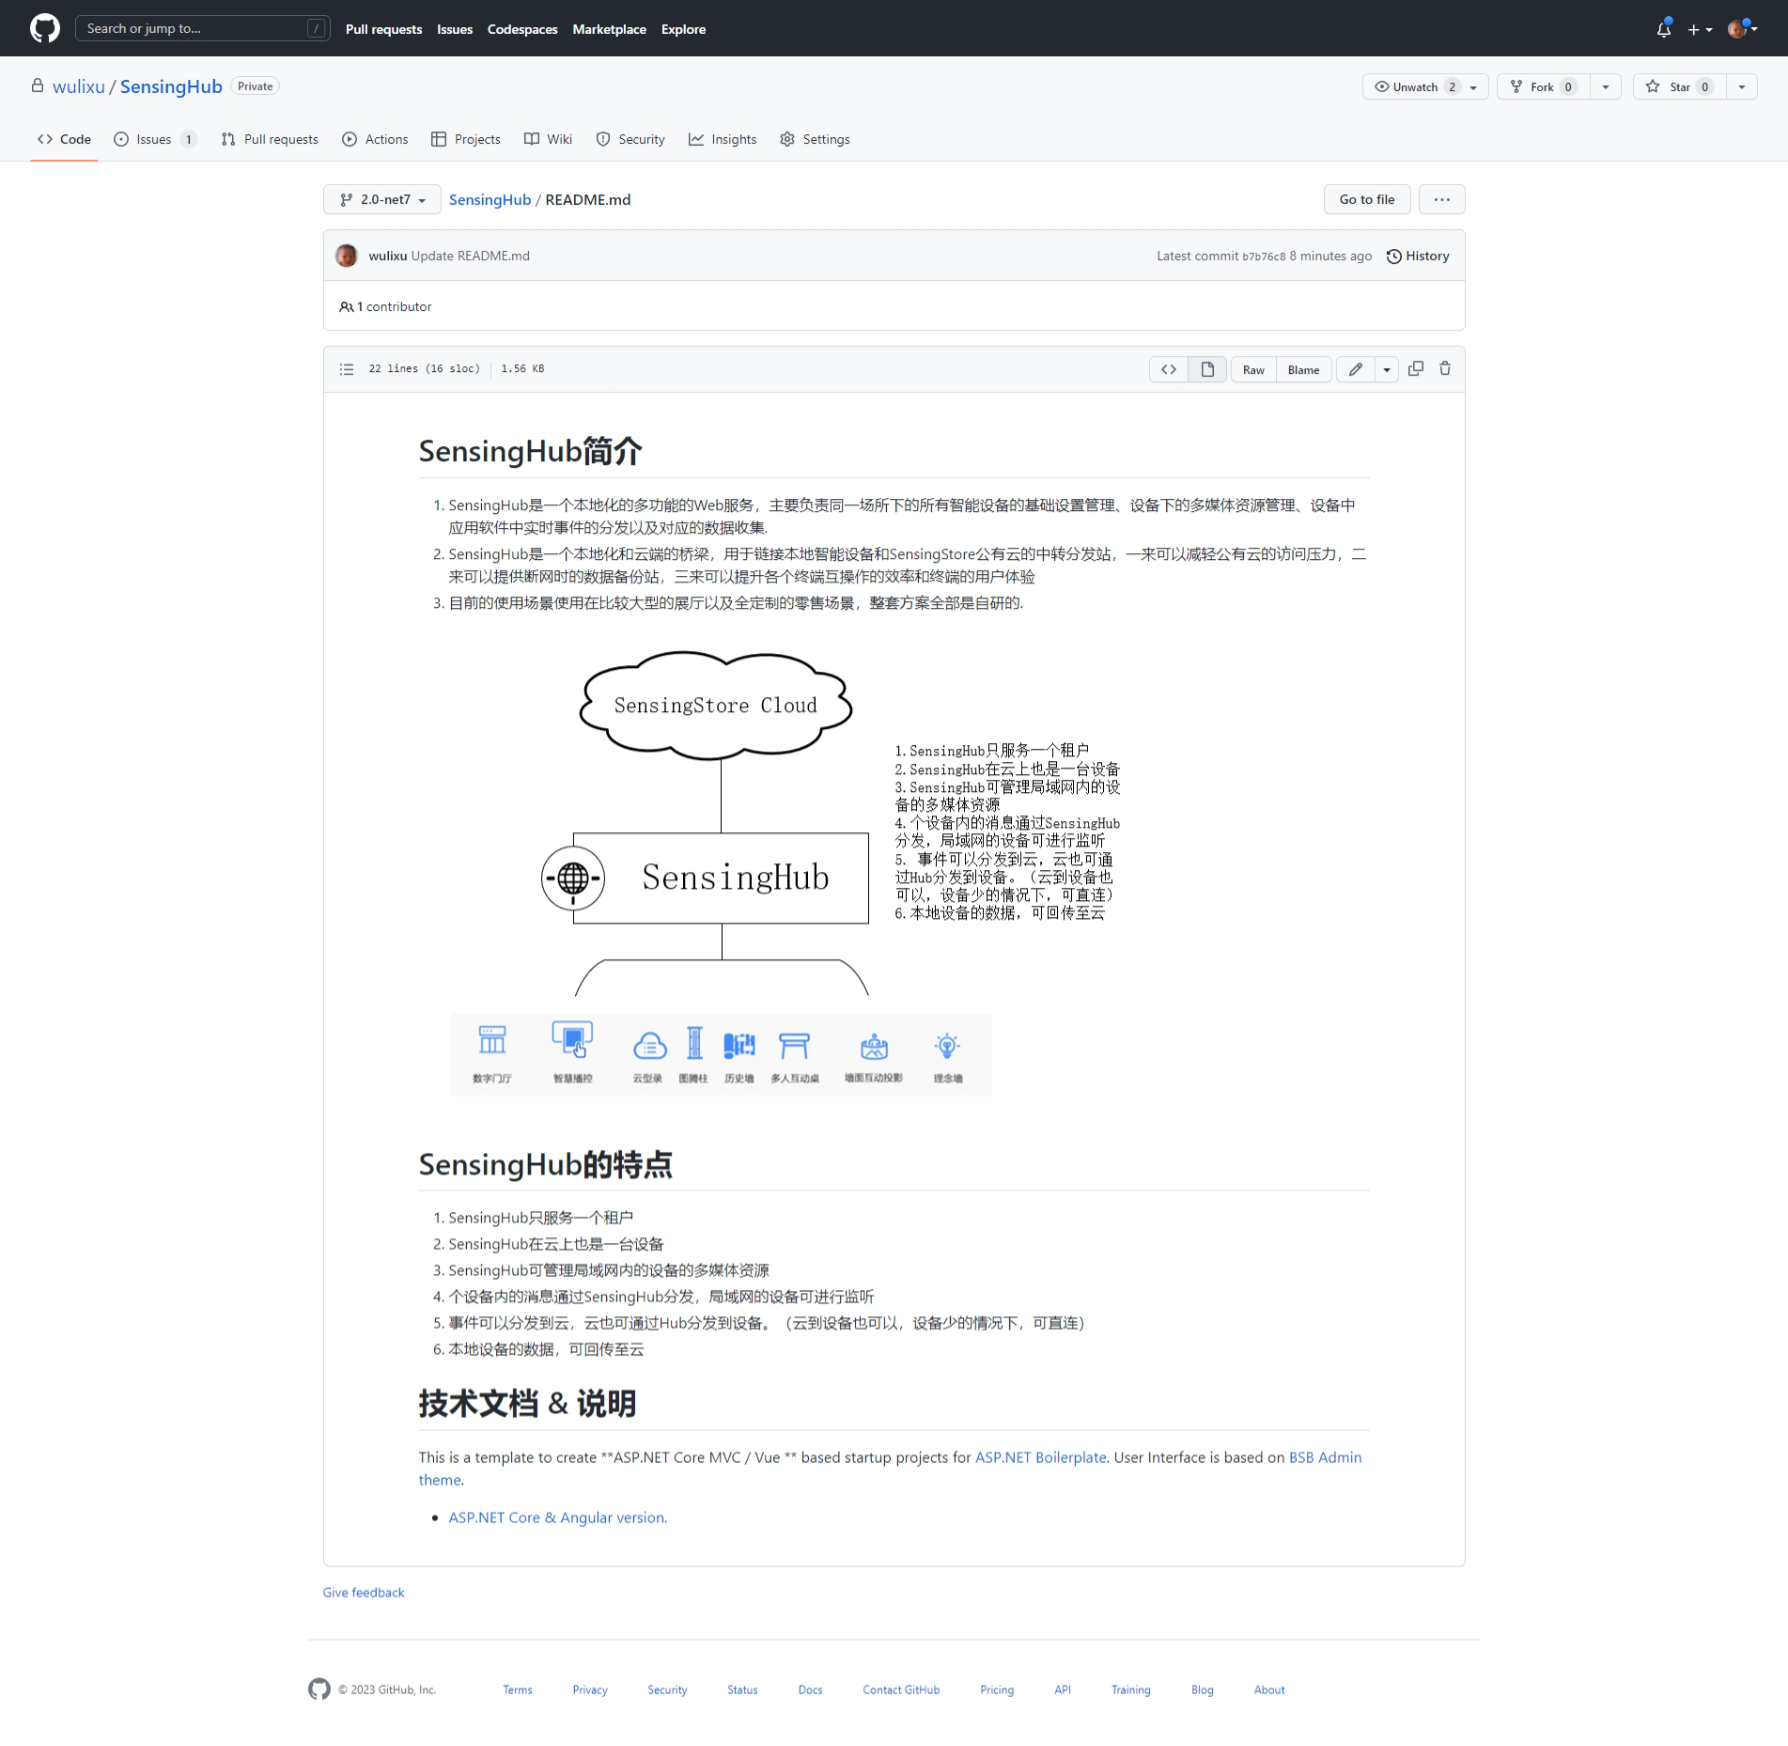 Search or jump to... /
Pull requests Issues Codespaces Marketplace Explore
wulixu / SensingHub Private
Unwatch 2 Fork 0 Star 0
Code Issues 1 Pull requests Actions Projects Wiki Security Insights Settings
2.0-net7 SensingHub / README.md
Go to file ...
wulixu Update README.md
Latest commit b7b76c8 8 minutes ago History
1 contributor
22 lines (16 sloc) 1.56 KB
<> Raw Blame
SensingHub简介
1. SensingHub是一个本地化的多功能的Web服务，主要负责同一场所下的所有智能设备的基础设置管理、设备下的多媒体资源管理、设备中
应用软件中实时事件的分发以及对应的数据收集.
2. SensingHub是一个本地化和云端的桥梁，用于链接本地智能设备和SensingStore公有云的中转分发站，一来可以减轻公有云的访问压力，二
来可以提供断网时的数据备份站，三来可以提升各个终端互操作的效率和终端的用户体验
3. 目前的使用场景使用在比较大型的展厅以及全定制的零售场景，整套方案全部是自研的.
SensingStore Cloud
1.SensingHub只服务一个租户
2.SensingHub在云上也是一台设备
3.SensingHub可管理局域网内的设
备的多媒体资源
4.个设备内的消息通过SensingHub
分发，局域网的设备可进行监听
5. 事件可以分发到云，云也可通
过Hub分发到设备。（云到设备也
可以，设备少的情况下，可直连）
6.本地设备的数据，可回传至云
SensingHub
数字门厅 智慧播控 云型录 图腾柱 历史墙 多人互动桌 墙面互动投影 理念墙
SensingHub的特点
1. SensingHub只服务一个租户
2. SensingHub在云上也是一台设备
3. SensingHub可管理局域网内的设备的多媒体资源
4. 个设备内的消息通过SensingHub分发，局域网的设备可进行监听
5. 事件可以分发到云，云也可通过Hub分发到设备。（云到设备也可以，设备少的情况下，可直连）
6. 本地设备的数据，可回传至云
技术文档 & 说明
This is a template to create **ASP.NET Core MVC / Vue ** based startup projects for ASP.NET Boilerplate. User Interface is based on BSB Admin
theme.
• ASP.NET Core & Angular version.
Give feedback
© 2023 GitHub, Inc. Terms Privacy Security Status Docs Contact GitHub Pricing API Training Blog About